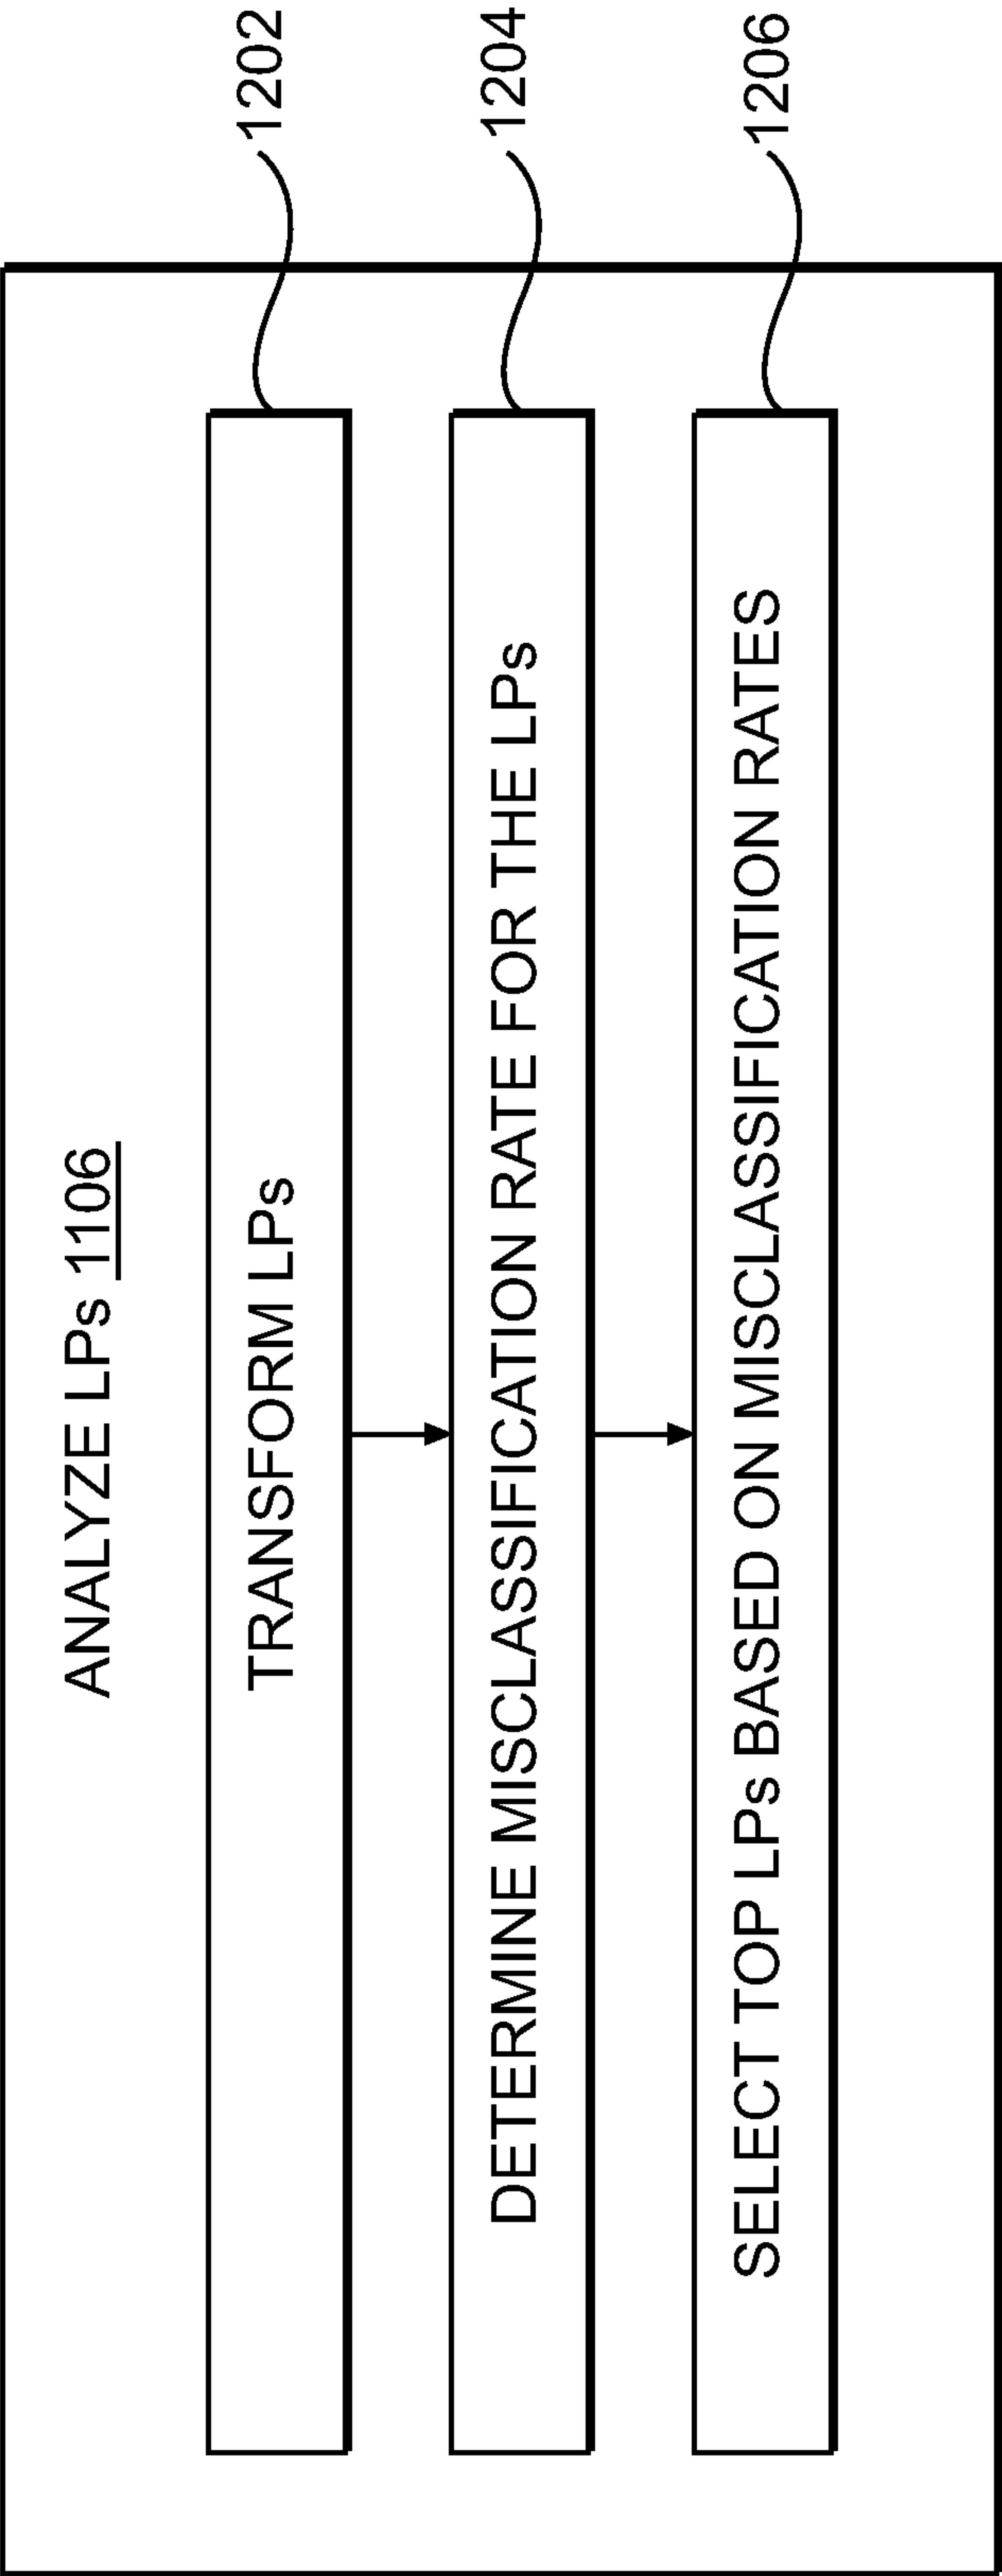 ANALYZE LPs 1106
TRANSFORM LPs
1202
DETERMINE MISCLASSIFICATION RATE FOR THE LPs
1204
SELECT TOP LPs BASED ON MISCLASSIFICATION RATES
1206